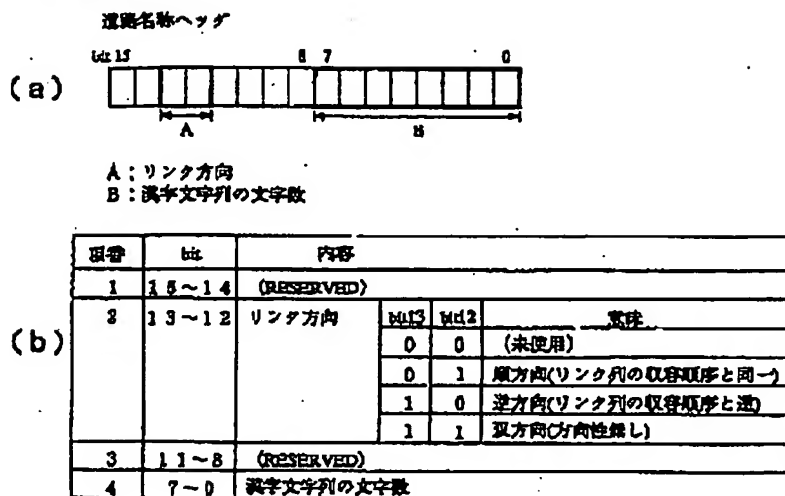 道路名称ヘッダ
bit 15 8 7 0
(a)
A B
A:リンク方向
B:漢字文字列の文字数
(b)
項番 bit 内容
1 15~14 (RESERVED)
2 13~12 リンク方向 bit13 bit12 意味
0 0 (未使用)
0 1 順方向(リンク列の収容順序と同一)
1 0 逆方向(リンク列の収容順序と逆)
1 1 双方向(方向性無し)
3 11~8 (RESERVED)
4 7~0 漢字文字列の文字数